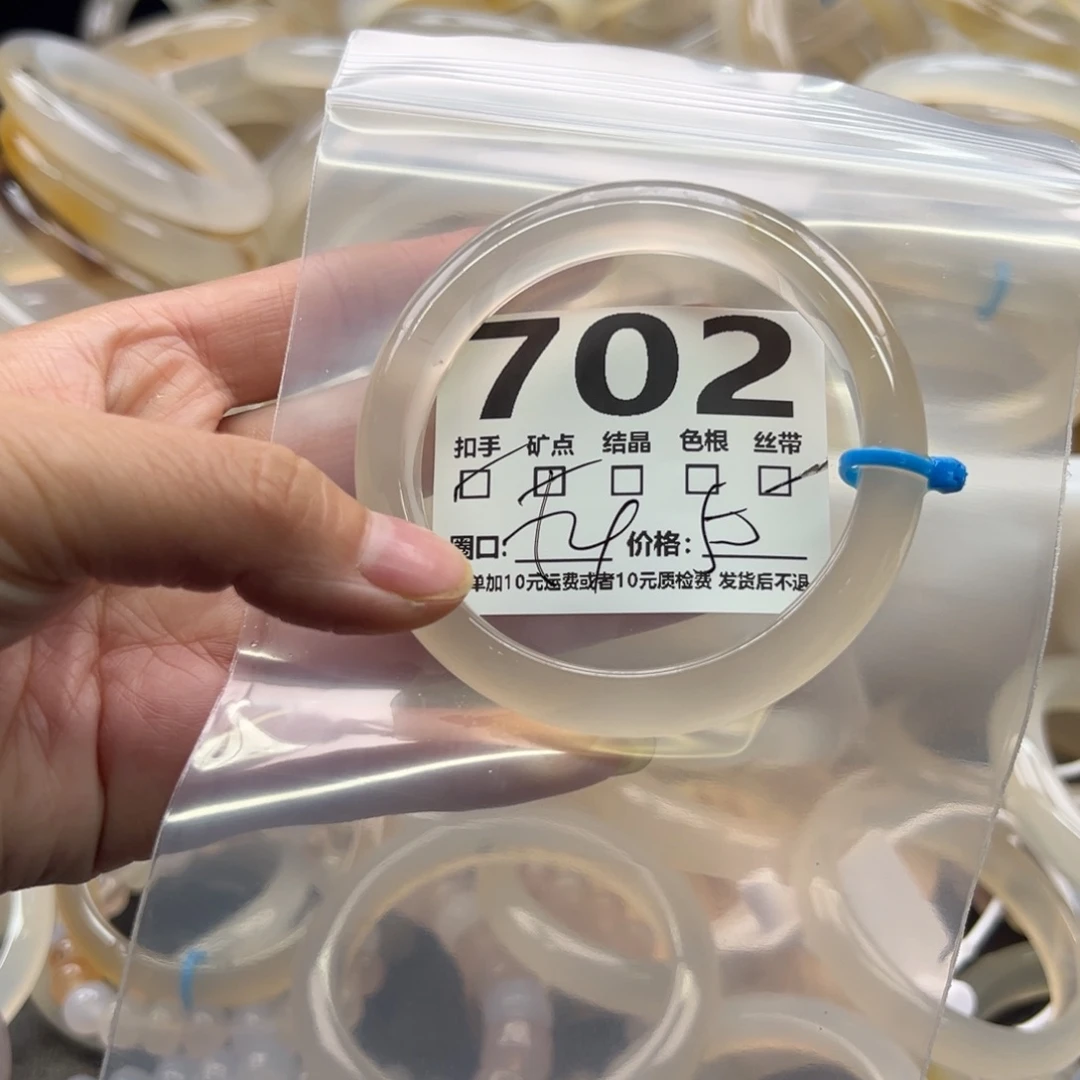 702
扣手 矿点 结晶 色根 丝带
圈口: 价格:
单加10元运费或者10元质检费 发货后不退